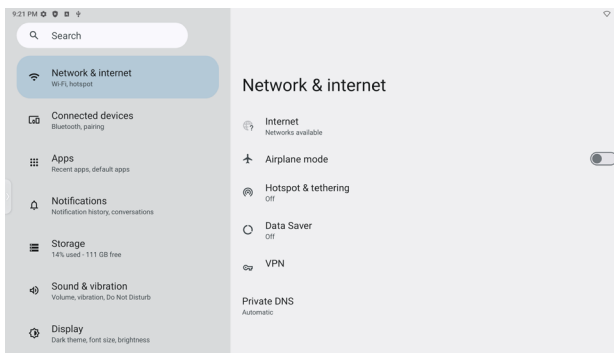 9:21 PM
Search
Network & internet
Wi-Fi, hotspot
Connected devices
Bluetooth, pairing
Apps
Recent apps, default apps
Notifications
Notification history, conversations
Storage
14% used - 111 GB free
Sound & vibration
Volume, vibration, Do Not Disturb
Display
Dark theme, font size, brightness
Network & internet
Internet
Networks available
Airplane mode
Hotspot & tethering
Off
Data Saver
Off
VPN
Private DNS
Automatic